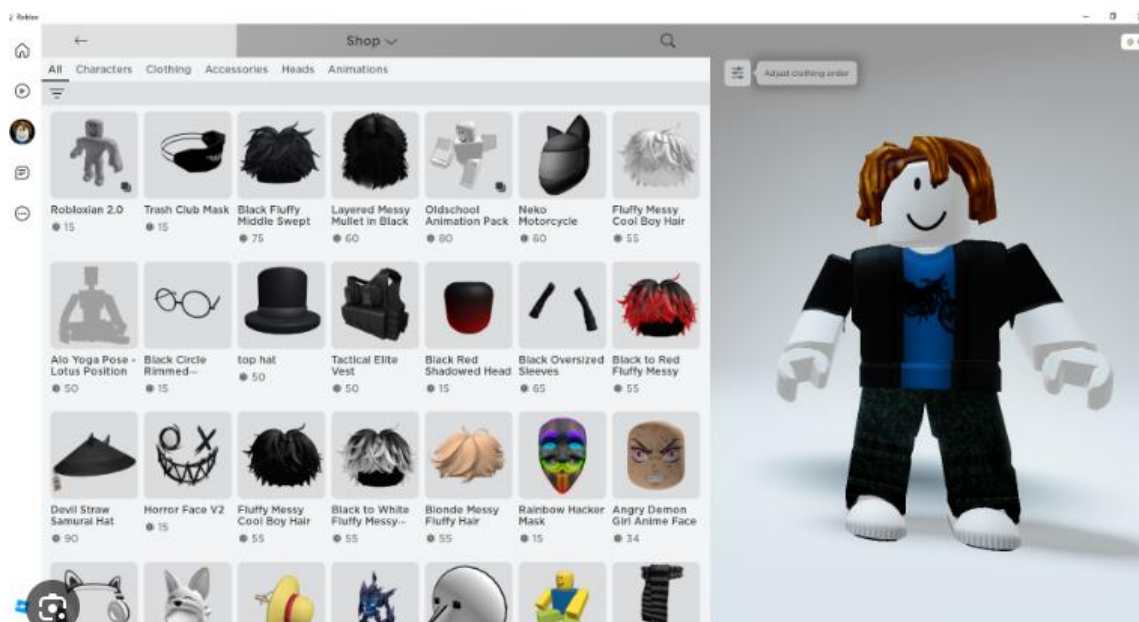 Roblox
Shop
All Characters Clothing Accessories Heads Animations
Adjust clothing order
Robloxian 2.0
15
Trash Club Mask
15
Black Fluffy
Middle Swept
75
Layered Messy
Mullet in Black
60
Oldschool
Animation Pack
80
Neko
Motorcycle
60
Fluffy Messy
Cool Boy Hair
55
Alo Yoga Pose -
Lotus Position
50
Black Circle
Rimmed...
15
top hat
50
Tactical Elite
Vest
50
Black Red
Shadowed Head
15
Black Oversized
Sleeves
65
Black to Red
Fluffy Messy
55
Devil Straw
Samurai Hat
90
Horror Face V2
15
Fluffy Messy
Cool Boy Hair
55
Black to White
Fluffy Messy...
55
Blonde Messy
Fluffy Hair
55
Rainbow Hacker
Mask
15
Angry Demon
Girl Anime Face
34